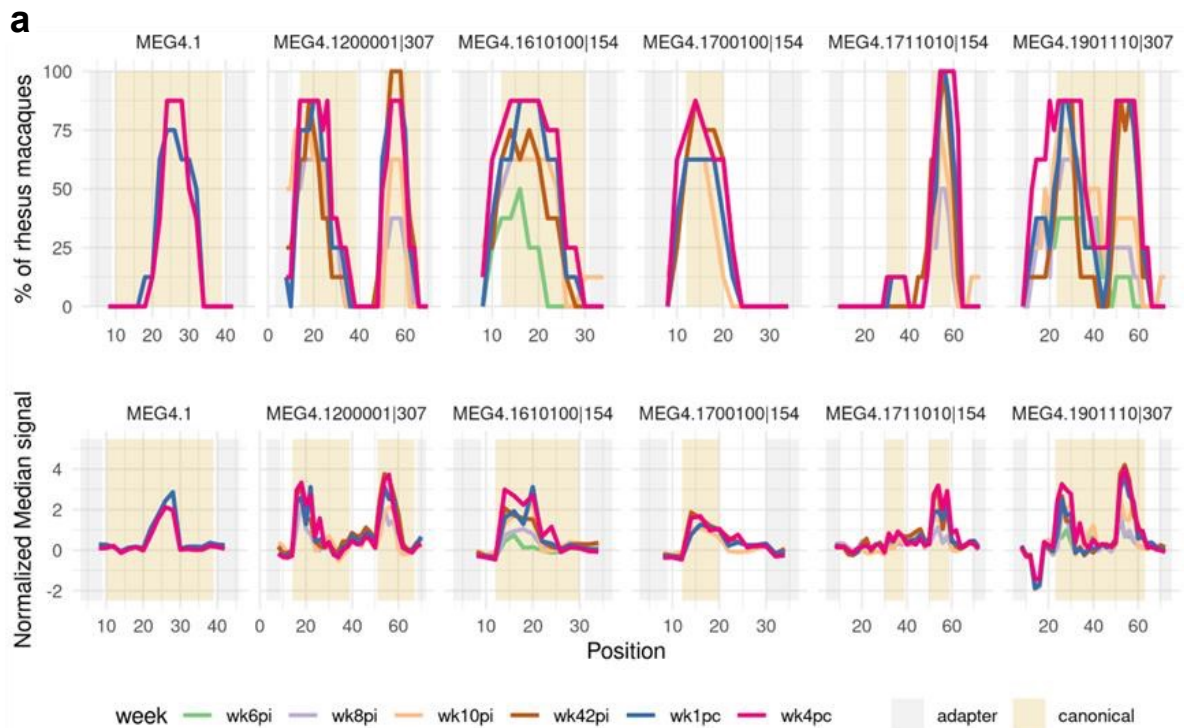 a
MEG4.1 MEG4.1200001|307 MEG4.1610100|154 MEG4.1700100|154 MEG4.1711010|154 MEG4.1901110|307
% of rhesus macaques
100
75
50
25
0
10 20 30 40 0 20 40 60 10 20 30 10 20 30 20 40 60 20 40 60
MEG4.1 MEG4.1200001|307 MEG4.1610100|154 MEG4.1700100|154 MEG4.1711010|154 MEG4.1901110|307
Normalized Median signal
4
2
0
-2
10 20 30 40 0 20 40 60 10 20 30 10 20 30 20 40 60 20 40 60
Position
week wk6pi wk8pi wk10pi wk42pi wk1pc wk4pc adapter canonical